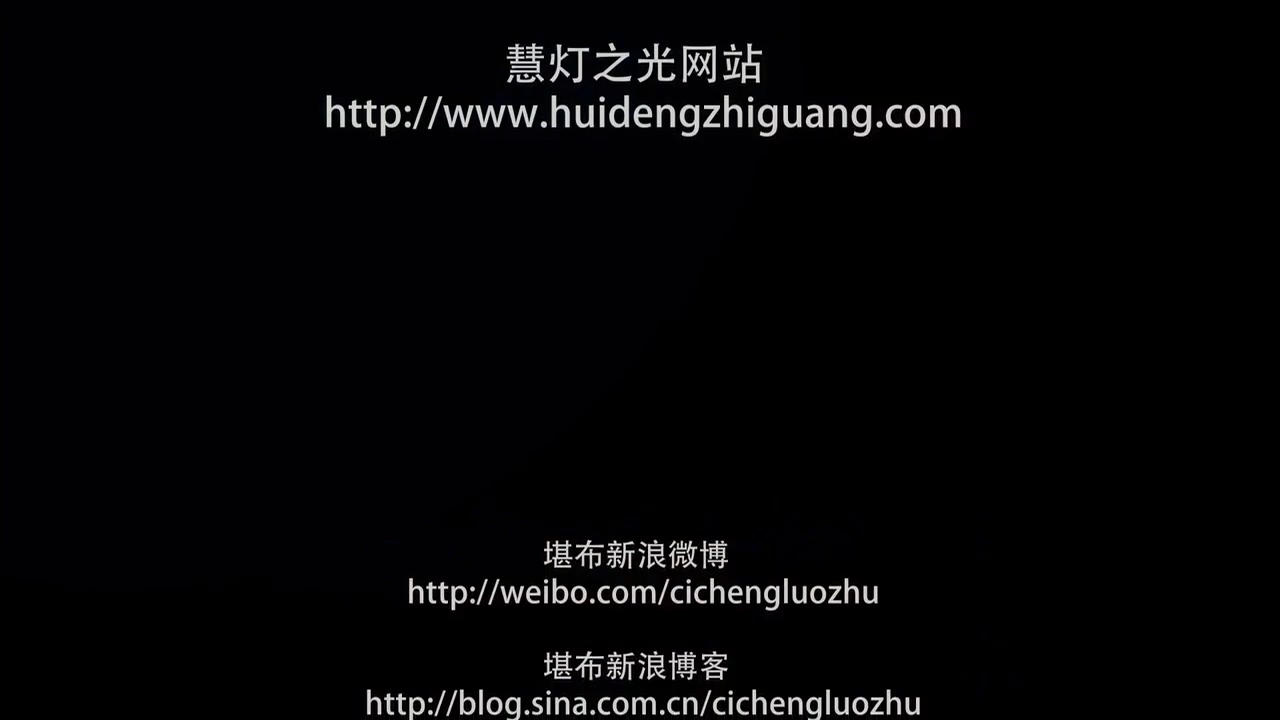 慧灯之光网站
http://www.huidengzhiguang.com
堪布新浪微博
http://weibo.com/cichengluozhu
堪布新浪博客
http://blog.sina.com.cn/cichengluozhu